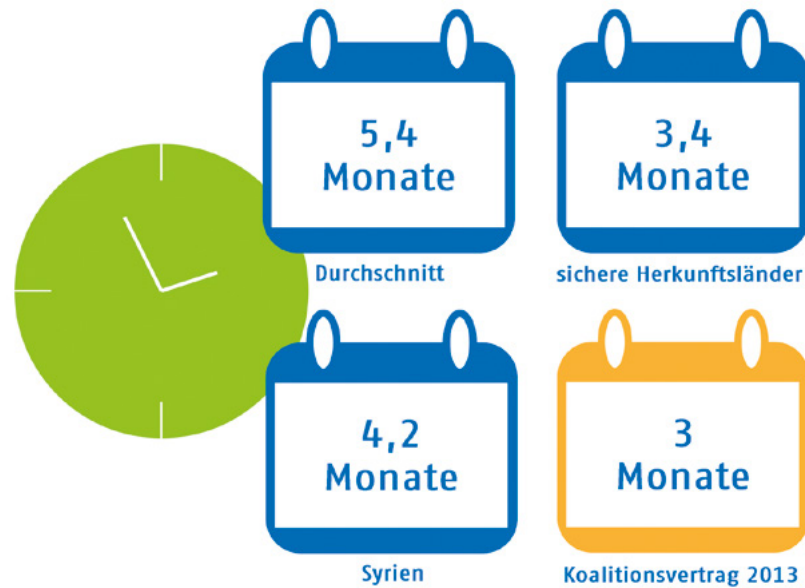 5,4
Monate
Durchschnitt
3,4
Monate
sichere Herkunftsländer
4,2
Monate
Syrien
3
Monate
Koalitionsvertrag 2013